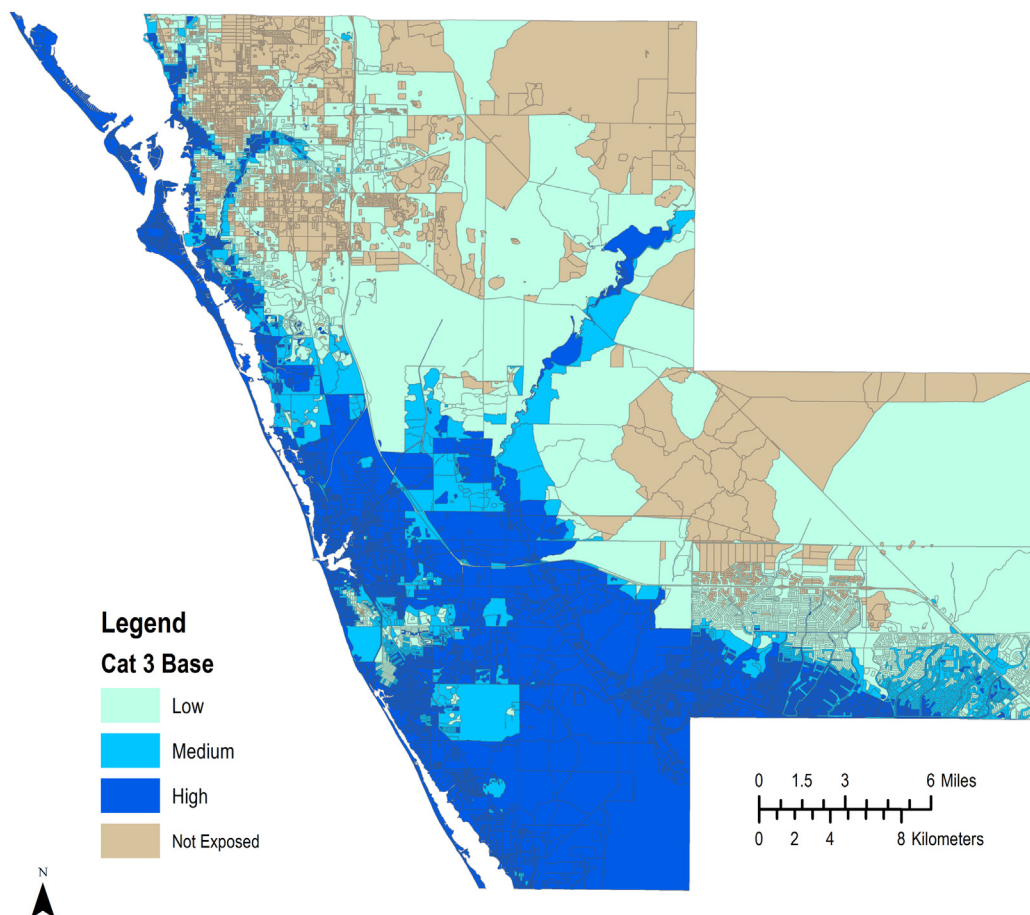 Legend
Cat 3 Base
Low
Medium
High
Not Exposed
0 1.5 3 6 Miles
0 2 4 8 Kilometers
N